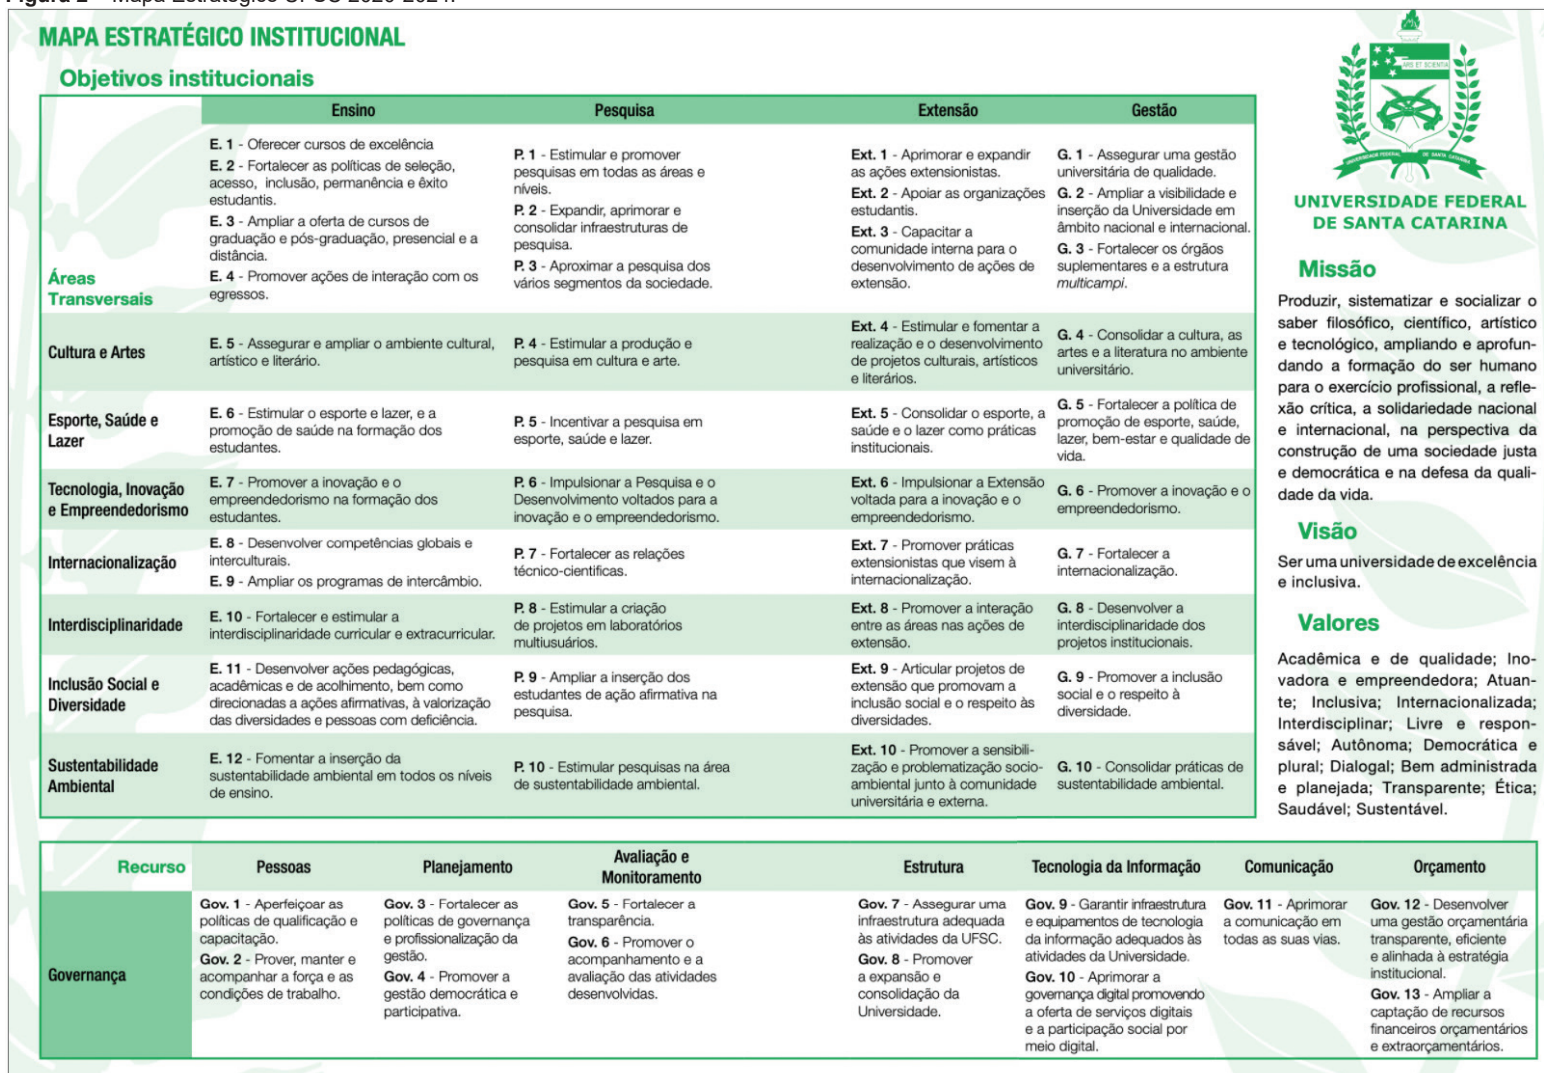 Figura 2 – Mapa Estratégico UFSC 2020-2024.
MAPA ESTRATÉGICO INSTITUCIONAL
Objetivos institucionais
Ensino
Pesquisa
Extensão
Gestão
Áreas
Transversais
E. 1 - Oferecer cursos de excelência
E. 2 - Fortalecer as políticas de seleção,
acesso, inclusão, permanência e êxito
estudantis.
E. 3 - Ampliar a oferta de cursos de
graduação e pós-graduação, presencial e a
distância.
E. 4 - Promover ações de interação com os
egressos.
P. 1 - Estimular e promover
pesquisas em todas as áreas e
níveis.
P. 2 - Expandir, aprimorar e
consolidar infraestruturas de
pesquisa.
P. 3 - Aproximar a pesquisa dos
vários segmentos da sociedade.
Ext. 1 - Aprimorar e expandir
as ações extensionistas.
Ext. 2 - Apoiar as organizações
estudantis.
Ext. 3 - Capacitar a
comunidade interna para o
desenvolvimento de ações de
extensão.
G. 1 - Assegurar uma gestão
universitária de qualidade.
G. 2 - Ampliar a visibilidade e
inserção da Universidade em
âmbito nacional e internacional.
G. 3 - Fortalecer os órgãos
suplementares e a estrutura
multicampi.
Cultura e Artes
E. 5 - Assegurar e ampliar o ambiente cultural,
artístico e literário.
P. 4 - Estimular a produção e
pesquisa em cultura e arte.
Ext. 4 - Estimular e fomentar a
realização e o desenvolvimento
de projetos culturais, artísticos
e literários.
G. 4 - Consolidar a cultura, as
artes e a literatura no ambiente
universitário.
Esporte, Saúde e
Lazer
E. 6 - Estimular o esporte e lazer, e a
promoção de saúde na formação dos
estudantes.
P. 5 - Incentivar a pesquisa em
esporte, saúde e lazer.
Ext. 5 - Consolidar o esporte, a
saúde e o lazer como práticas
institucionais.
G. 5 - Fortalecer a política de
promoção de esporte, saúde,
lazer, bem-estar e qualidade de
vida.
Tecnologia, Inovação
e Empreendedorismo
E. 7 - Promover a inovação e o
empreendedorismo na formação dos
estudantes.
P. 6 - Impulsionar a Pesquisa e o
Desenvolvimento voltados para a
inovação e o empreendedorismo.
Ext. 6 - Impulsionar a Extensão
voltada para a inovação e o
empreendedorismo.
G. 6 - Promover a inovação e o
empreendedorismo.
Internacionalização
E. 8 - Desenvolver competências globais e
interculturais.
E. 9 - Ampliar os programas de intercâmbio.
P. 7 - Fortalecer as relações
técnico-científicas.
Ext. 7 - Promover práticas
extensionistas que visem à
internacionalização.
G. 7 - Fortalecer a
internacionalização.
Interdisciplinaridade
E. 10 - Fortalecer e estimular a
interdisciplinaridade curricular e extracurricular.
P. 8 - Estimular a criação
de projetos em laboratórios
multiusuários.
Ext. 8 - Promover a interação
entre as áreas nas ações de
extensão.
G. 8 - Desenvolver a
interdisciplinaridade dos
projetos institucionais.
Inclusão Social e
Diversidade
E. 11 - Desenvolver ações pedagógicas,
acadêmicas e de acolhimento, bem como
direcionadas a ações afirmativas, à valorização
das diversidades e pessoas com deficiência.
P. 9 - Ampliar a inserção dos
estudantes de ação afirmativa na
pesquisa.
Ext. 9 - Articular projetos de
extensão que promovam a
inclusão social e o respeito às
diversidades.
G. 9 - Promover a inclusão
social e o respeito à
diversidade.
Sustentabilidade
Ambiental
E. 12 - Fomentar a inserção da
sustentabilidade ambiental em todos os níveis
de ensino.
P. 10 - Estimular pesquisas na área
de sustentabilidade ambiental.
Ext. 10 - Promover a sensibili-
zação e problematização socio-
ambiental junto à comunidade
universitária e externa.
G. 10 - Consolidar práticas de
sustentabilidade ambiental.
ARS ET SCIENTIA
UNIVERSIDADE FEDERAL DE SANTA CATARINA
UNIVERSIDADE FEDERAL
DE SANTA CATARINA
Missão
Produzir, sistematizar e socializar o
saber filosófico, científico, artístico
e tecnológico, ampliando e aprofun-
dando a formação do ser humano
para o exercício profissional, a refle-
xão crítica, a solidariedade nacional
e internacional, na perspectiva da
construção de uma sociedade justa
e democrática e na defesa da quali-
dade da vida.
Visão
Ser uma universidade de excelência
e inclusiva.
Valores
Acadêmica e de qualidade; Ino-
vadora e empreendedora; Atuan-
te; Inclusiva; Internacionalizada;
Interdisciplinar; Livre e respon-
sável; Autônoma; Democrática e
plural; Dialogal; Bem administrada
e planejada; Transparente; Ética;
Saudável; Sustentável.
Recurso
Pessoas
Planejamento
Avaliação e
Monitoramento
Estrutura
Tecnologia da Informação
Comunicação
Orçamento
Governança
Gov. 1 - Aperfeiçoar as
políticas de qualificação e
capacitação.
Gov. 2 - Prover, manter e
acompanhar a força e as
condições de trabalho.
Gov. 3 - Fortalecer as
políticas de governança
e profissionalização da
gestão.
Gov. 4 - Promover a
gestão democrática e
participativa.
Gov. 5 - Fortalecer a
transparência.
Gov. 6 - Promover o
acompanhamento e a
avaliação das atividades
desenvolvidas.
Gov. 7 - Assegurar uma
infraestrutura adequada
às atividades da UFSC.
Gov. 8 - Promover
a expansão e
consolidação da
Universidade.
Gov. 9 - Garantir infraestrutura
e equipamentos de tecnologia
da informação adequados às
atividades da Universidade.
Gov. 10 - Aprimorar a
governança digital promovendo
a oferta de serviços digitais
e a participação social por
meio digital.
Gov. 11 - Aprimorar
a comunicação em
todas as suas vias.
Gov. 12 - Desenvolver
uma gestão orçamentária
transparente, eficiente
e alinhada à estratégia
institucional.
Gov. 13 - Ampliar a
captação de recursos
financeiros orçamentários
e extraorçamentários.